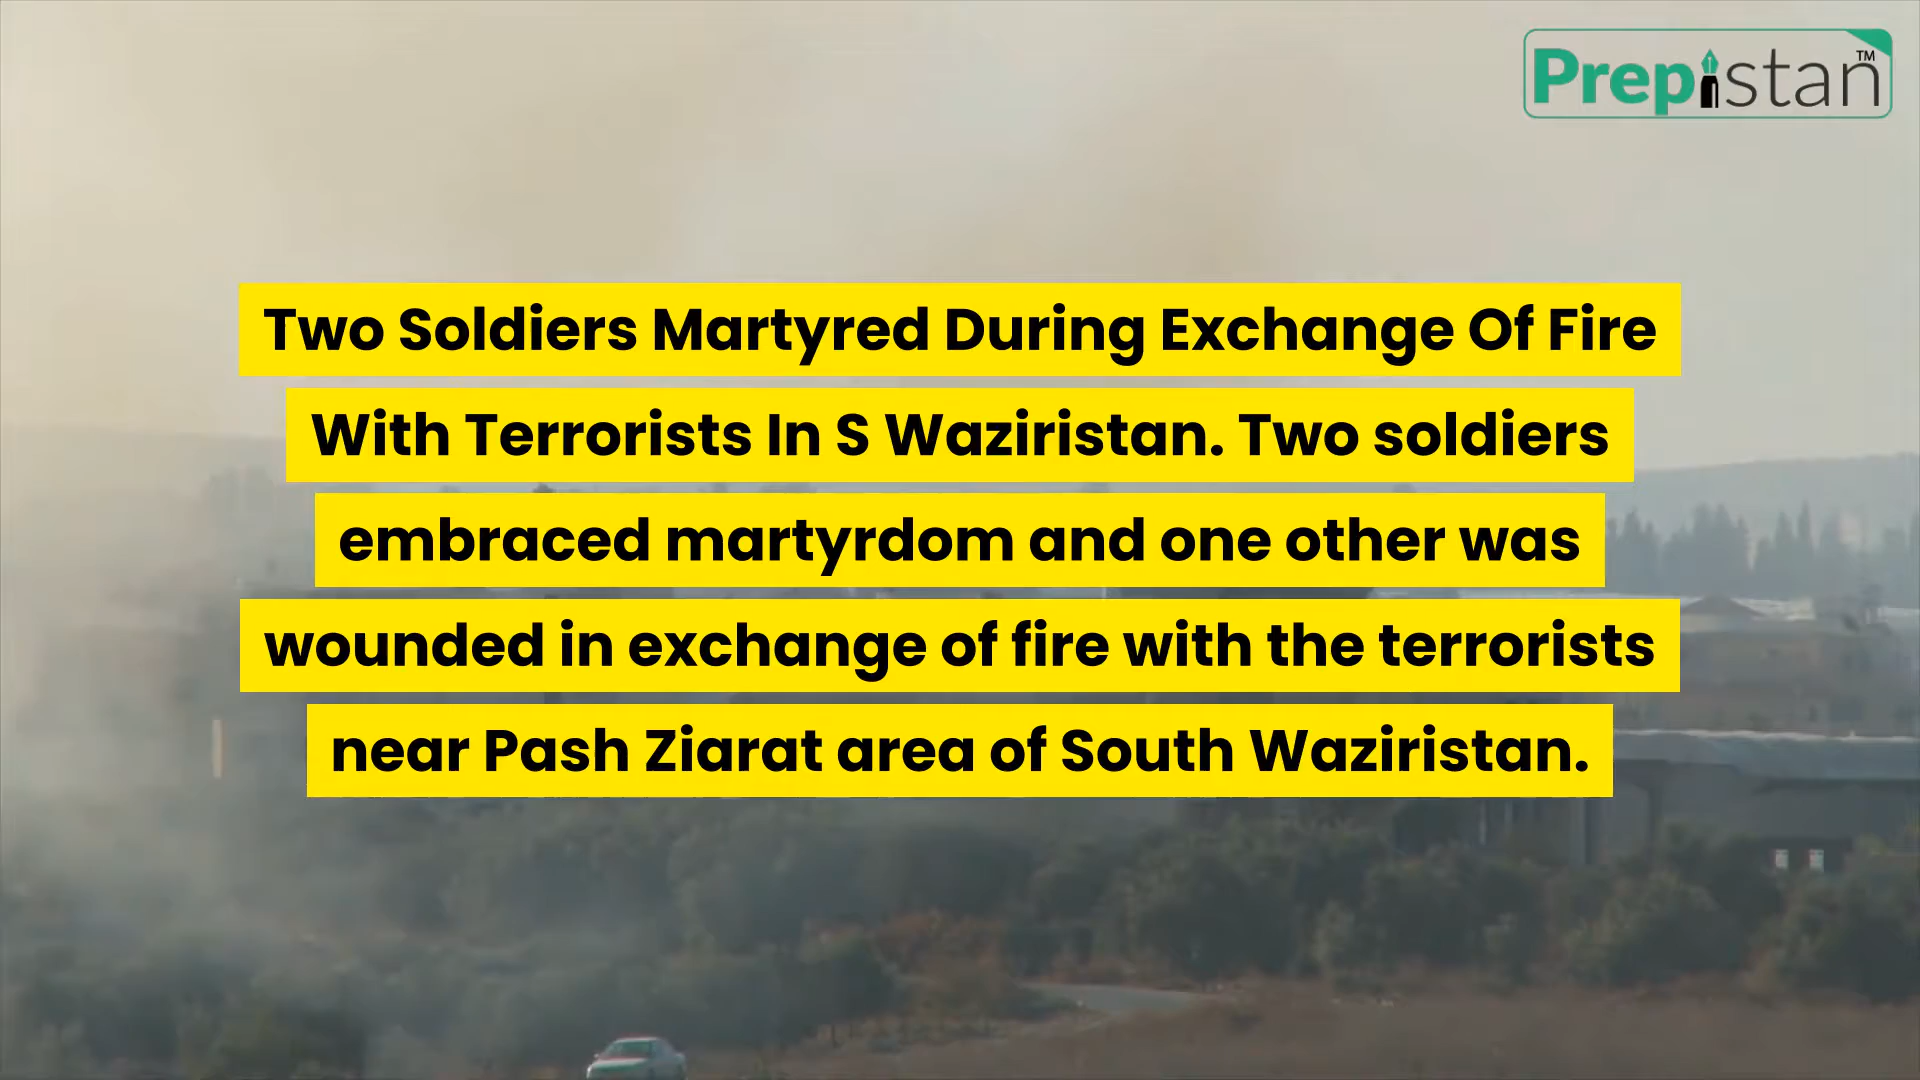 Prepistan™
Two Soldiers Martyred During Exchange Of Fire
With Terrorists In S Waziristan. Two soldiers
embraced martyrdom and one other was
wounded in exchange of fire with the terrorists
near Pash Ziarat area of South Waziristan.